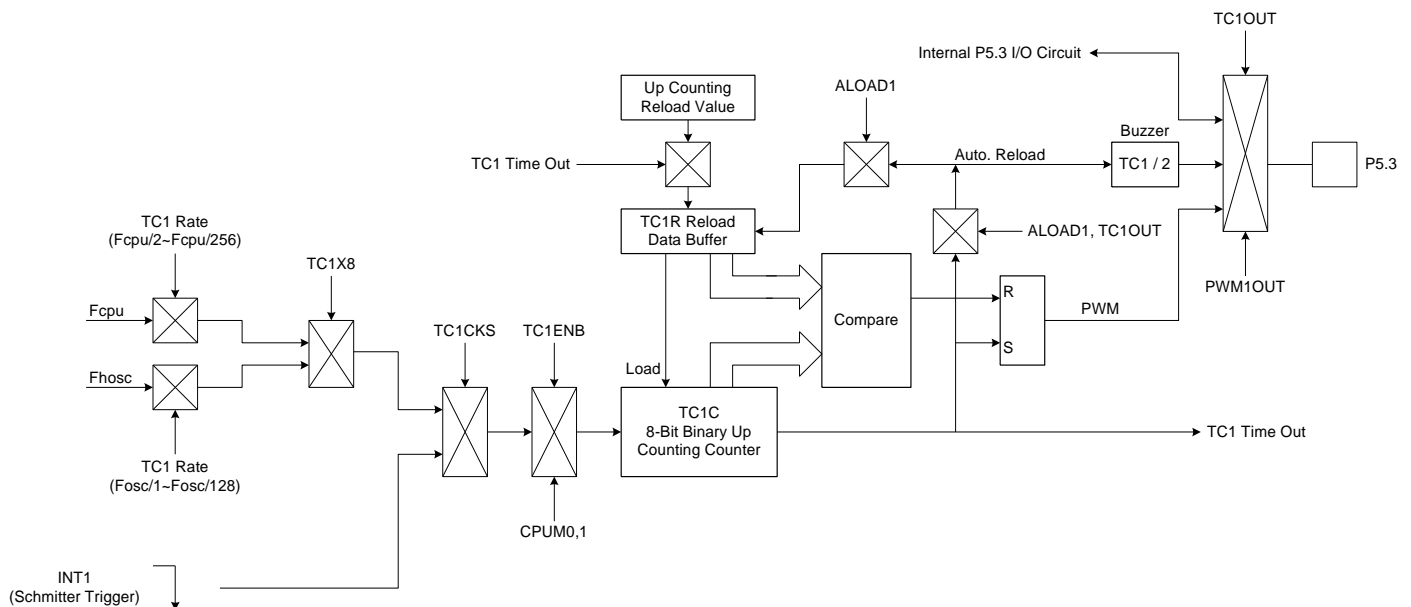 TC1OUT
Internal P5.3 I/O Circuit
Up Counting
Reload Value
ALOAD1
Buzzer
TC1 Time Out
Auto. Reload
TC1 / 2
P5.3
TC1 Rate
(Fcpu/2~Fcpu/256)
TC1R Reload
Data Buffer
ALOAD1, TC1OUT
TC1X8
PWM1OUT
Fcpu
R
PWM
Compare
TC1CKS
TC1ENB
S
Load
Fhosc
TC1C
8-Bit Binary Up
Counting Counter
TC1 Time Out
TC1 Rate
(Fosc/1~Fosc/128)
CPUM0,1
INT1
(Schmitter Trigger)